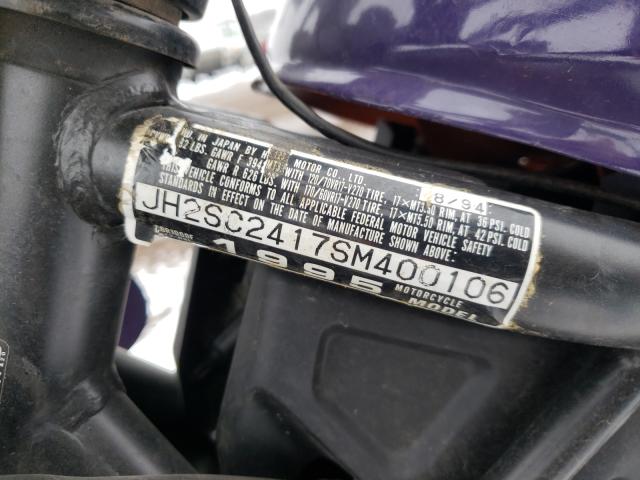 MFD. IN JAPAN BY MOTOR CO., LTD. 8/94
LBS. GAWR F 354 LBS. WITH 120/70VR17-V270 TIRE, 17×MT3.50 RIM, AT 36 PSI. COLD
GAWR R 626 LBS. WITH 170/60VR17-V270 TIRE, 17×MT5.50 RIM, AT 42 PSI. COLD
THIS VEHICLE CONFORMS TO ALL APPLICABLE FEDERAL MOTOR VEHICLE SAFETY
STANDARDS IN EFFECT ON THE DATE OF MANUFACTURE SHOWN ABOVE.
JH2SC2417SM400106
MOTORCYCLE
1995 MODEL